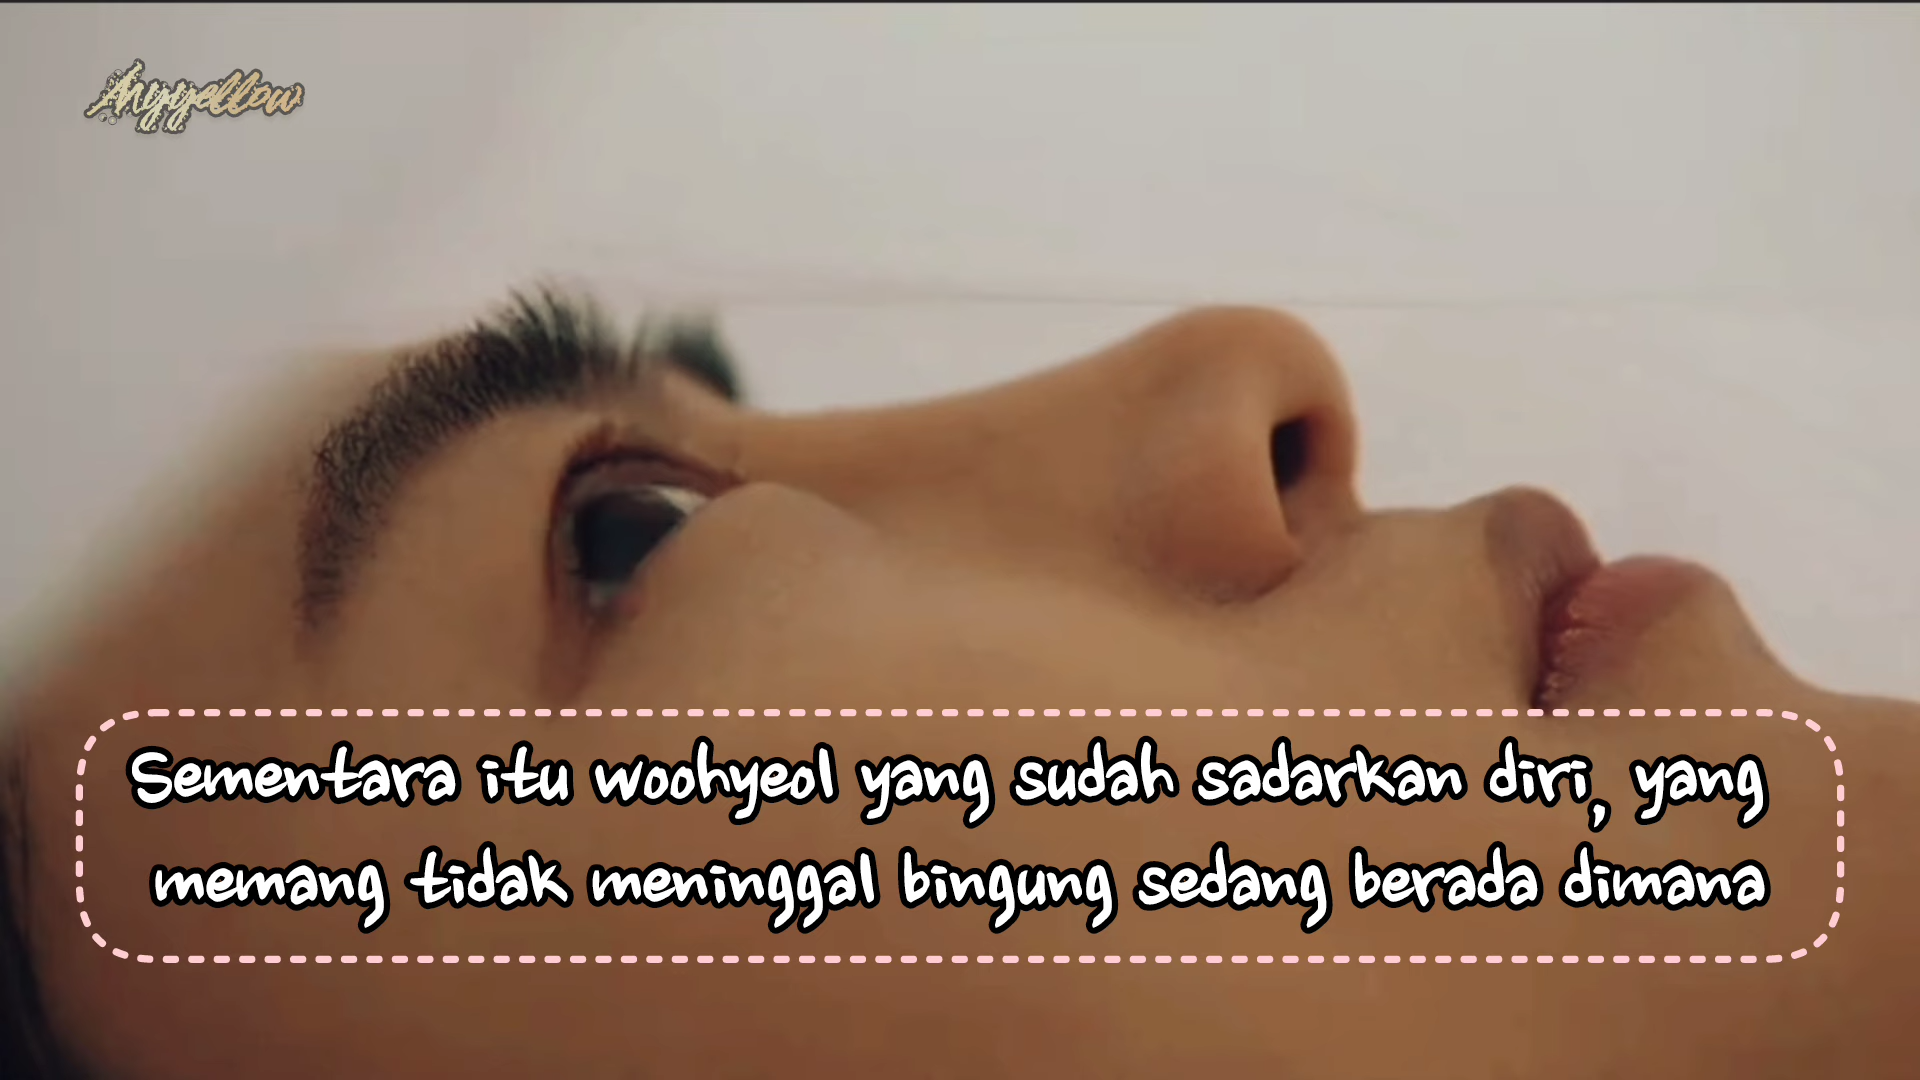 Anyyellow
Sementara itu woohyeol yang sudah sadarkan diri, yang
memang tidak meninggal bingung sedang berada dimana